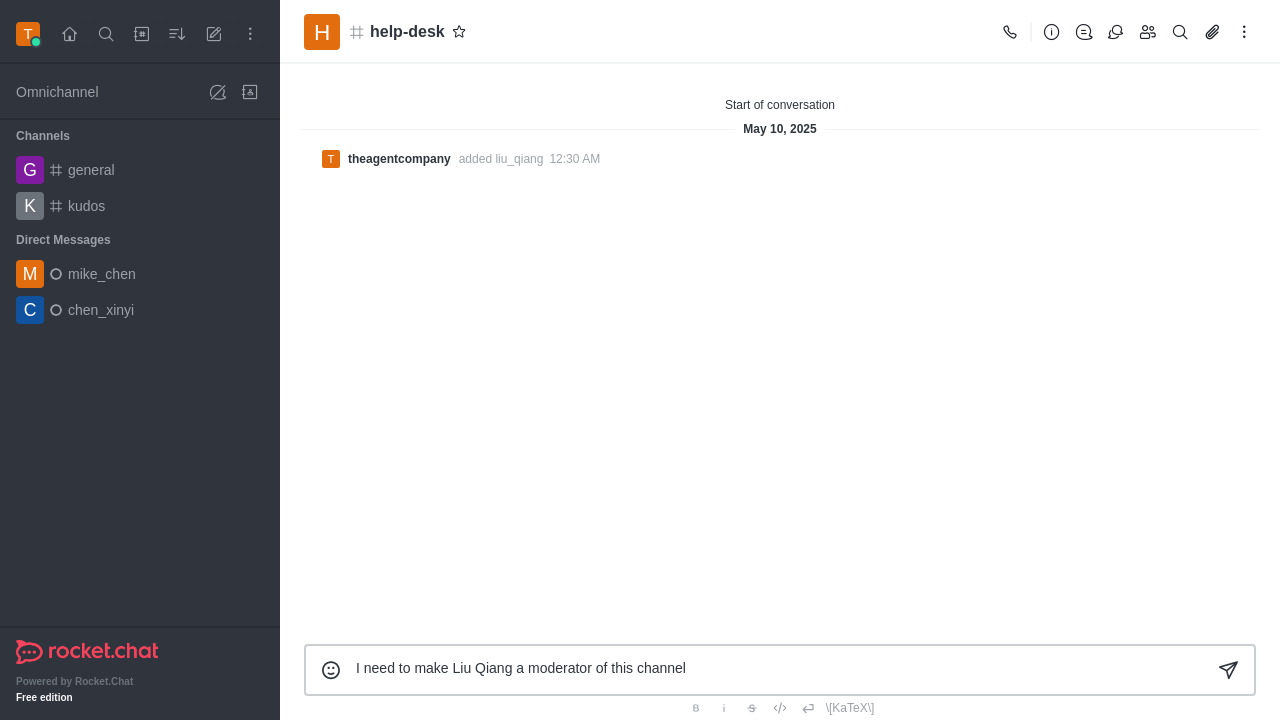 T
Omnichannel
Channels
G general
K kudos
Direct Messages
M mike_chen
C chen_xinyi
rocket.chat
Powered by Rocket.Chat
Free edition
H help-desk
Start of conversation
May 10, 2025
T theagentcompany added liu_qiang 12:30 AM
I need to make Liu Qiang a moderator of this channel
B i S \[KaTeX\]